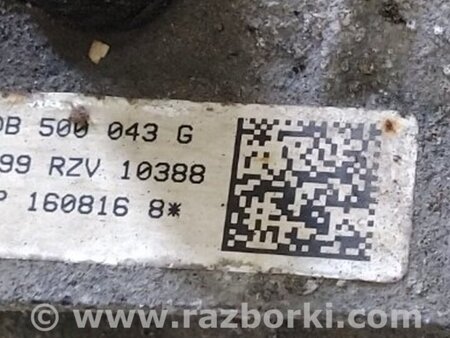 0B 500 043 G
99 RZV 10388
P 160816 8*
www.razborki.com